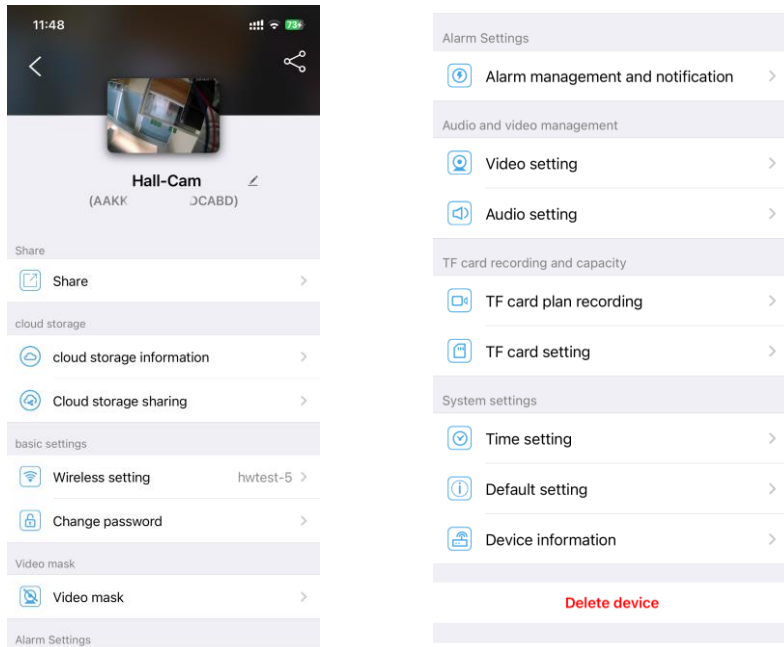 11:48
73
Hall-Cam
(AAKK OCABD)
Share
Share
cloud storage
cloud storage information
Cloud storage sharing
basic settings
Wireless setting hwtest-5
Change password
Video mask
Video mask
Alarm Settings
Alarm Settings
Alarm management and notification
Audio and video management
Video setting
Audio setting
TF card recording and capacity
TF card plan recording
TF card setting
System settings
Time setting
Default setting
Device information
Delete device